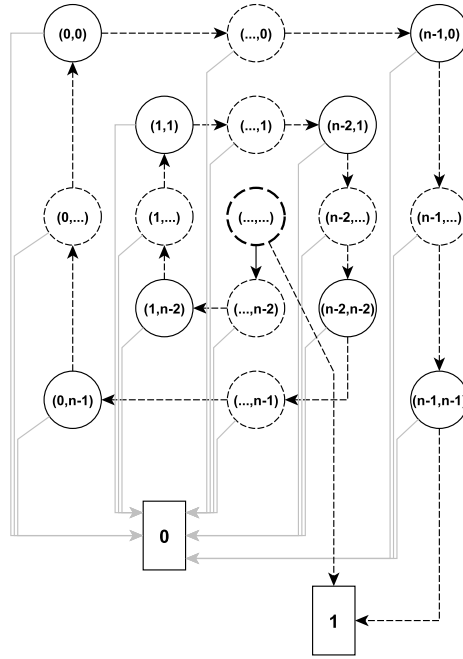 (0,0)
(...,0)
(n-1,0)
(1,1)
(...,1)
(n-2,1)
(0,...)
(1,...)
(...,...)
(n-2,...)
(n-1,...)
(1,n-2)
(...,n-2)
(n-2,n-2)
(0,n-1)
(...,n-1)
(n-1,n-1)
0
1